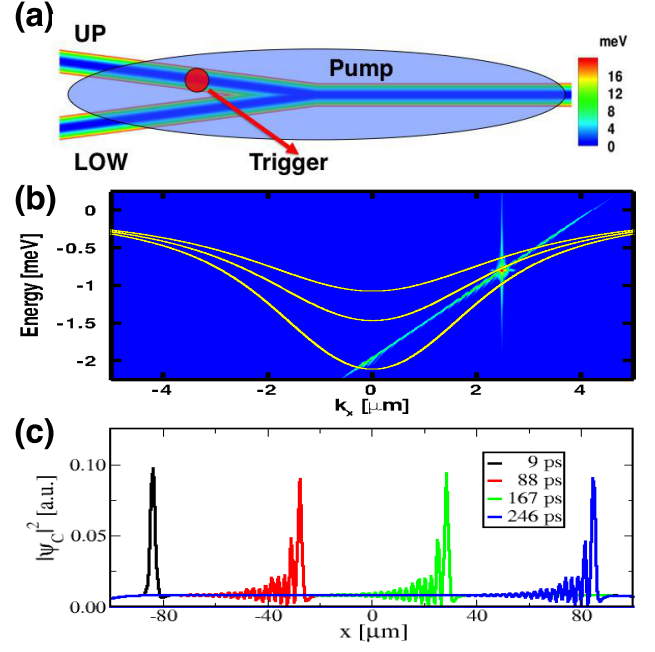 (a)
UP
meV
Pump
16
12
8
4
0
LOW
Trigger
(b)
Energy [meV]
0
-0.5
-1
-1.5
-2
-4 -2 0 2 4
kₓ [μm]
(c)
|ψ_C|² [a.u.]
0.10
0.05
0.00
9 ps
88 ps
167 ps
246 ps
-80 -40 0 40 80
x [μm]